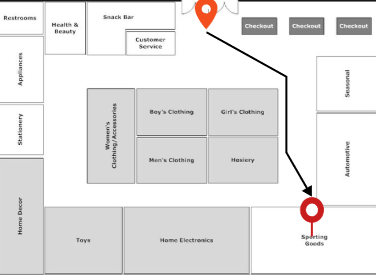 Restrooms
Health &
Beauty
Snack Bar
Customer
Service
Checkout
Checkout
Checkout
Appliances
Seasonal
Stationery
Women's
Clothing/Accessories
Boy's Clothing
Girl's Clothing
Men's Clothing
Hosiery
Automotive
Home Decor
Toys
Home Electronics
Sporting
Goods